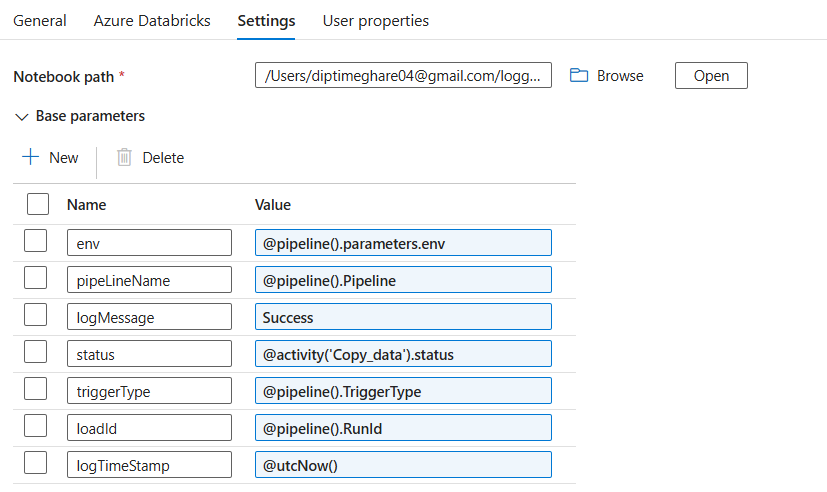 General Azure Databricks Settings User properties
Notebook path * /Users/diptimeghare04@gmail.com/logg... Browse Open
Base parameters
New Delete
Name Value
env @pipeline().parameters.env
pipeLineName @pipeline().Pipeline
logMessage Success
status @activity('Copy_data').status
triggerType @pipeline().TriggerType
loadId @pipeline().RunId
logTimeStamp @utcNow()